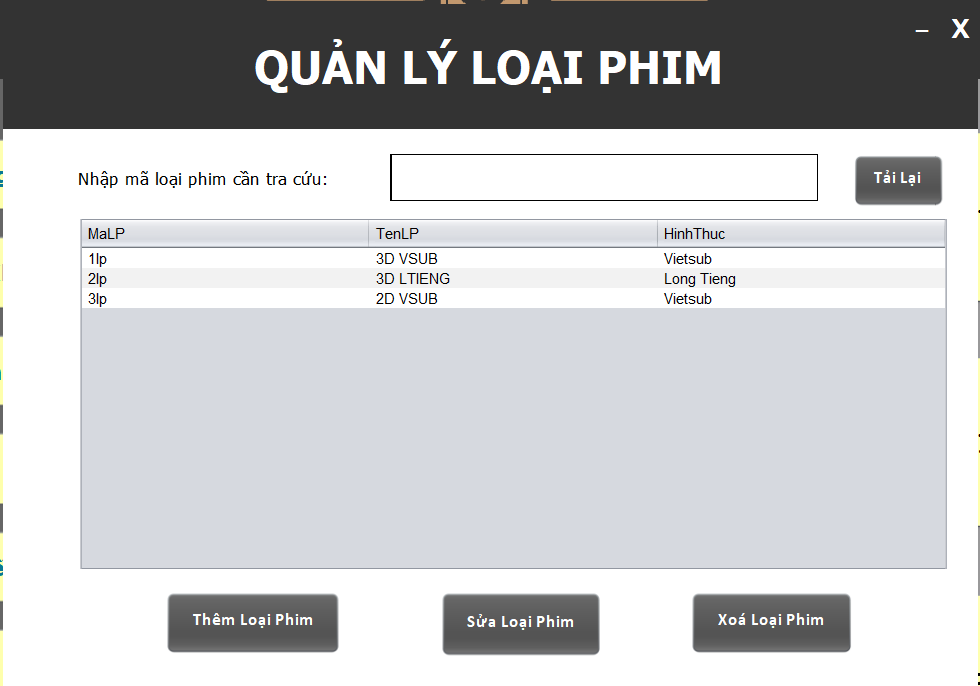 – X
QUẢN LÝ LOẠI PHIM
Nhập mã loại phim cần tra cứu:
Tải Lại
MaLP TenLP HinhThuc
1lp 3D VSUB Vietsub
2lp 3D LTIENG Long Tieng
3lp 2D VSUB Vietsub
Thêm Loại Phim Sửa Loại Phim Xoá Loại Phim